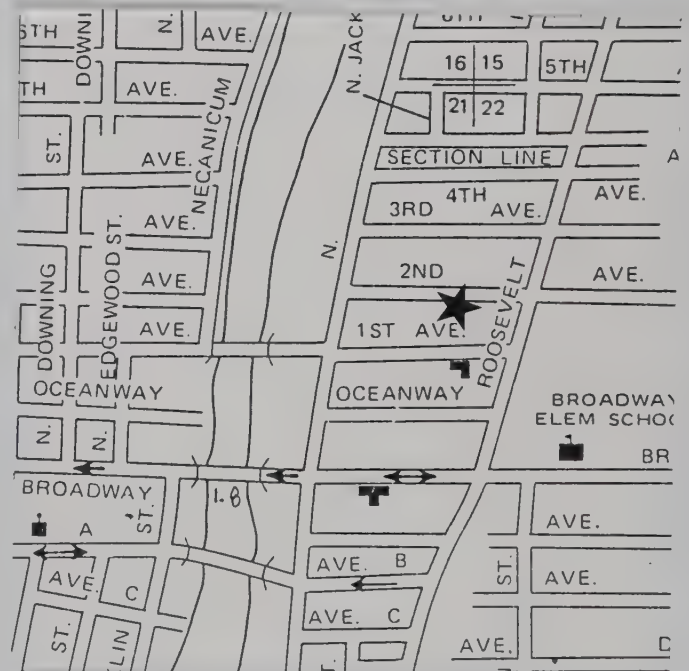 N.
AVE.
N. JACK
5TH
DOWNI
16 15
5TH
TH
AVE.
21 22
NECANICUM
ST.
AVE.
SECTION LINE
A
4TH
AVE.
3RD
AVE.
EDGEWOOD ST.
AVE.
N.
2ND
AVE.
AVE.
DOWNING
AVE.
1ST AVE.
ROOSEVELT
OCEANWAY
OCEANWAY
BROADWAY
ELEM SCHOO
N.
N.
BR
BROADWAY
1.8
ST.
A
AVE.
AVE. B
AVE.
C
ST.
AVE.
AVE. C
ST.
LIN
T.
AVE.
D